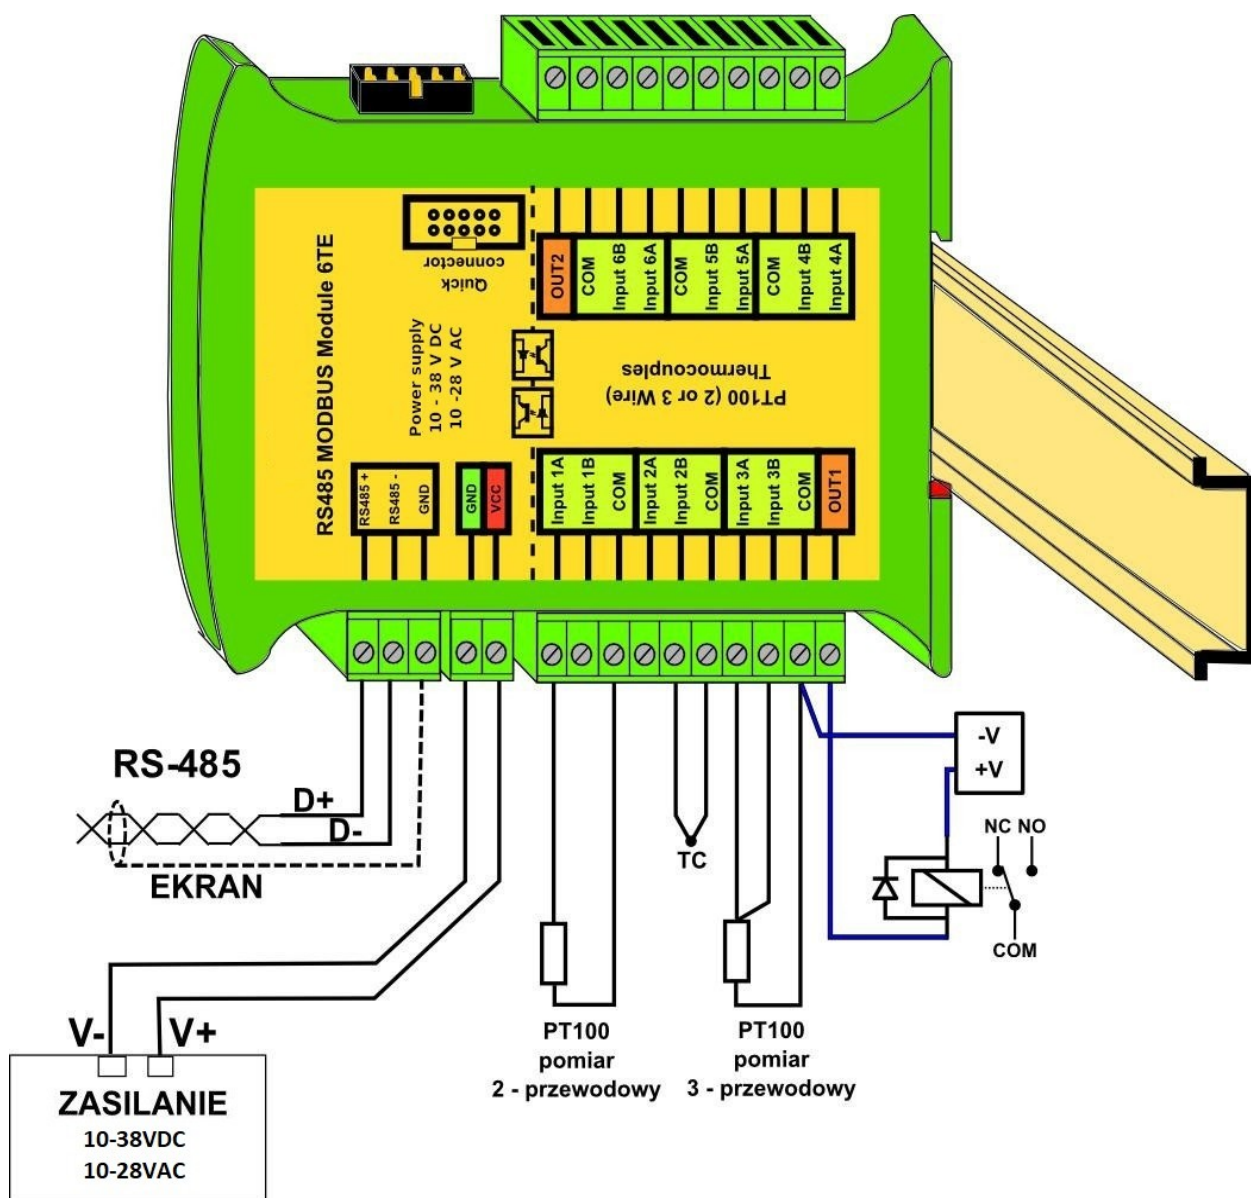 RS485 MODBUS Module 6TE
Quick
connector
Power supply
10 - 38 V DC
10 -28 V AC
OUT2
COM
Input 6B
Input 6A
COM
Input 5B
Input 5A
COM
Input 4B
Input 4A
PT100 (2 or 3 Wire)
Thermocouples
RS485 +
RS485 -
GND
GND
VCC
Input 1A
Input 1B
COM
Input 2A
Input 2B
COM
Input 3A
Input 3B
COM
OUT1
RS-485
D+
D-
EKRAN
TC
-V
+V
NC NO
COM
V- V+
ZASILANIE
10-38VDC
10-28VAC
PT100
pomiar
2 - przewodowy
PT100
pomiar
3 - przewodowy